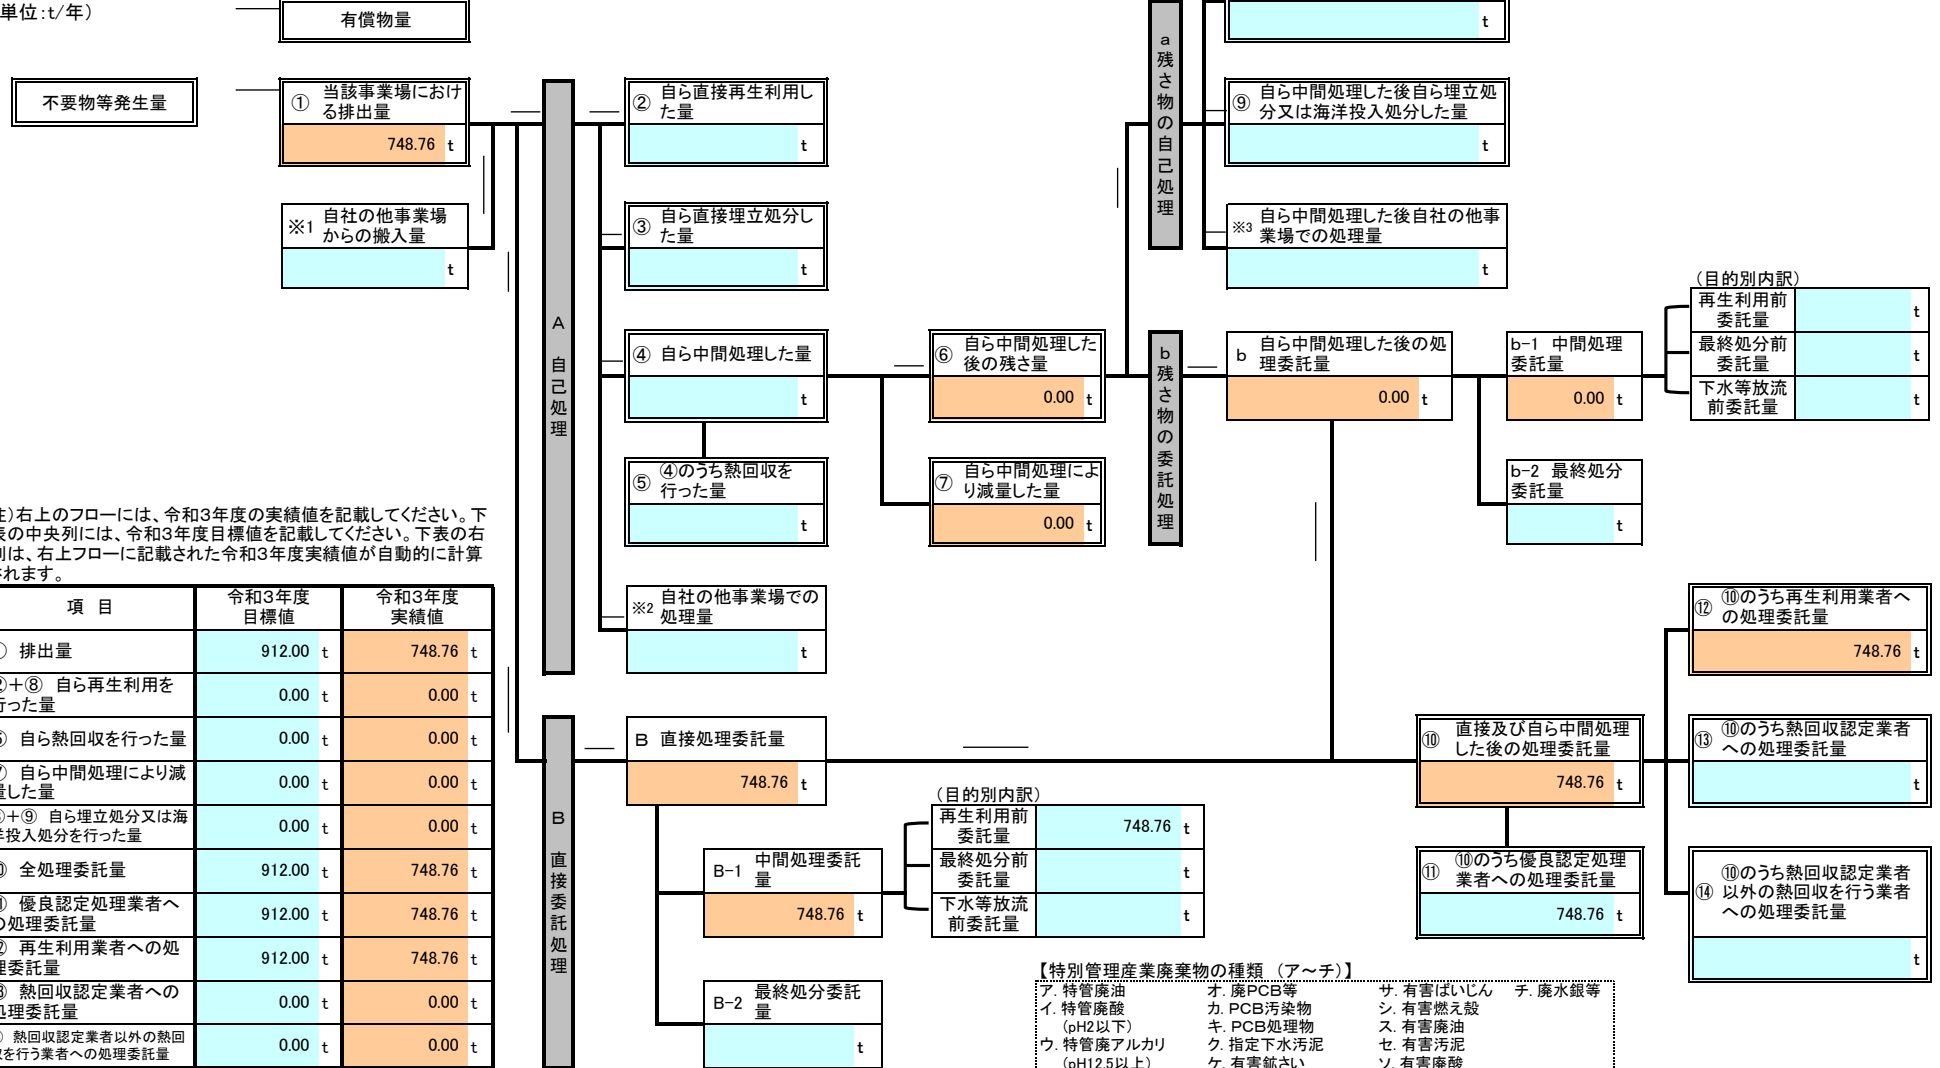 単位:t/年）
有償物量
t
不要物等発生量
① 当該事業場におけ
る排出量
748.76 t
※1 自社の他事業場
からの搬入量
t
A 自己処理
② 自ら直接再生利用し
た量
t
③ 自ら直接埋立処分し
た量
t
④ 自ら中間処理した量
t
⑤ ④のうち熱回収を
行った量
t
※2 自社の他事業場での
処理量
t
⑥ 自ら中間処理した
後の残さ量
0.00 t
⑦ 自ら中間処理によ
り減量した量
0.00 t
a 残さ物の自己処理
⑨ 自ら中間処理した後自ら埋立処
分又は海洋投入処分した量
t
※3 自ら中間処理した後自社の他事
業場での処理量
t
b 残さ物の委託処理
b 自ら中間処理した後の処
理委託量
0.00 t
b-1 中間処理
委託量
0.00 t
b-2 最終処分
委託量
t
（目的別内訳）
再生利用前
委託量
t
最終処分前
委託量
t
下水等放流
前委託量
t
）右上のフローには、令和3年度の実績値を記載してください。下
表の中央列には、令和3年度目標値を記載してください。下表の右
列は、右上フローに記載された令和3年度実績値が自動的に計算
されます。
項 目 令和3年度
目標値 令和3年度
実績値
排出量 912.00 t 748.76 t
②＋⑧ 自ら再生利用を
行った量 0.00 t 0.00 t
自ら熱回収を行った量 0.00 t 0.00 t
自ら中間処理により減
量した量 0.00 t 0.00 t
＋⑨ 自ら埋立処分又は海
洋投入処分を行った量 0.00 t 0.00 t
全処理委託量 912.00 t 748.76 t
優良認定処理業者へ
の処理委託量 912.00 t 748.76 t
再生利用業者への処
理委託量 912.00 t 748.76 t
熱回収認定業者への
処理委託量 0.00 t 0.00 t
熱回収認定業者以外の熱回
収を行う業者への処理委託量 0.00 t 0.00 t
B 直接委託処理
B 直接処理委託量
748.76 t
B-1 中間処理委託
量
748.76 t
B-2 最終処分委託
量
t
（目的別内訳）
再生利用前
委託量
748.76 t
最終処分前
委託量
t
下水等放流
前委託量
t
⑩ 直接及び自ら中間処理
した後の処理委託量
748.76 t
⑪ ⑩のうち優良認定処理
業者への処理委託量
748.76 t
⑫ ⑩のうち再生利用業者へ
の処理委託量
748.76 t
⑬ ⑩のうち熱回収認定業者
への処理委託量
t
⑭ ⑩のうち熱回収認定業者
以外の熱回収を行う業者
への処理委託量
t
【特別管理産業廃棄物の種類 （ア～チ）】
ア. 特管廃油 オ. 廃PCB等 サ. 有害ばいじん チ. 廃水銀等
イ. 特管廃酸 カ. PCB汚染物 シ. 有害燃え殻
（pH2以下） キ. PCB処理物 ス. 有害廃油
ウ. 特管廃アルカリ ク. 指定下水汚泥 セ. 有害汚泥
（pH12.5以上） ケ. 有害鉱さい ソ. 有害廃酸